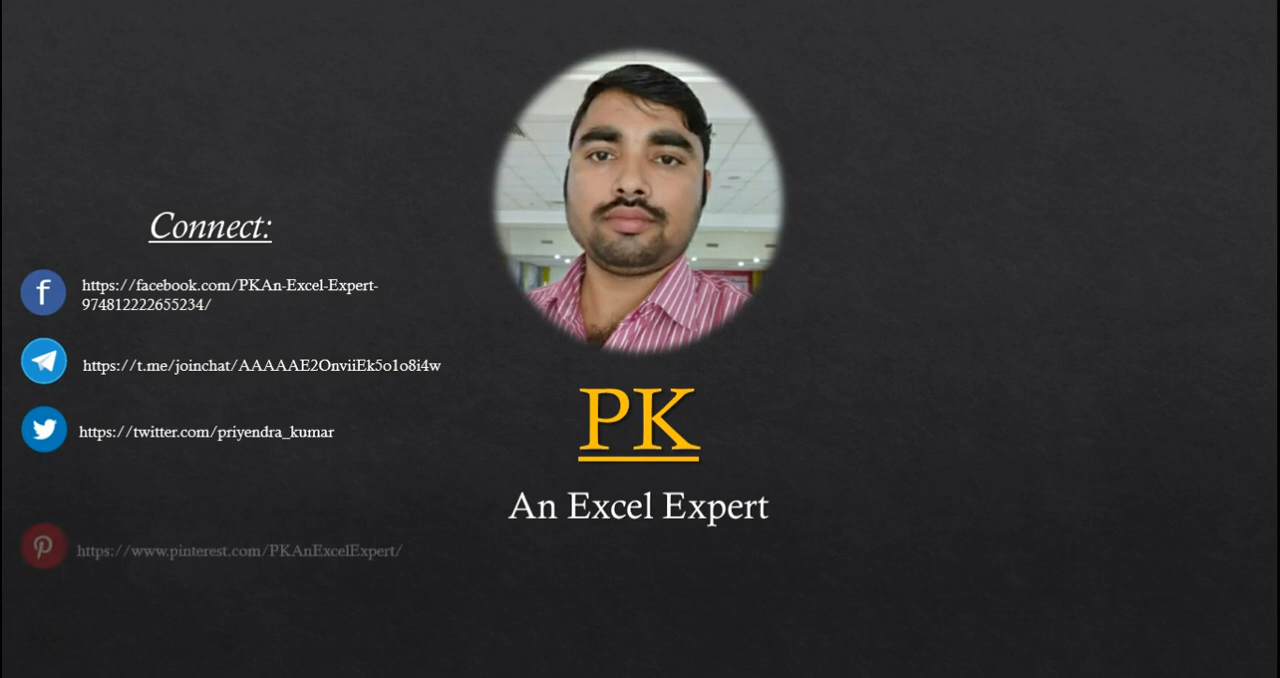 Connect:
https://facebook.com/PKAn-Excel-Expert-
974812222655234/
https://t.me/joinchat/AAAAAE2OnviiEk5o1o8i4w
https://twitter.com/priyendra_kumar
https://www.pinterest.com/PKAnExcelExpert/
PK
An Excel Expert